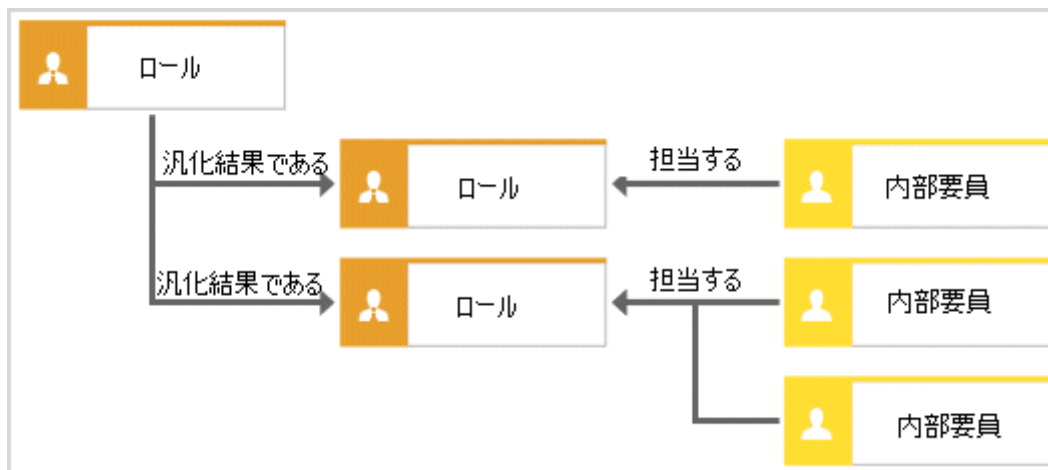 ロール
汎化結果である
担当する
ロール
内部要員
汎化結果である
担当する
ロール
内部要員
内部要員